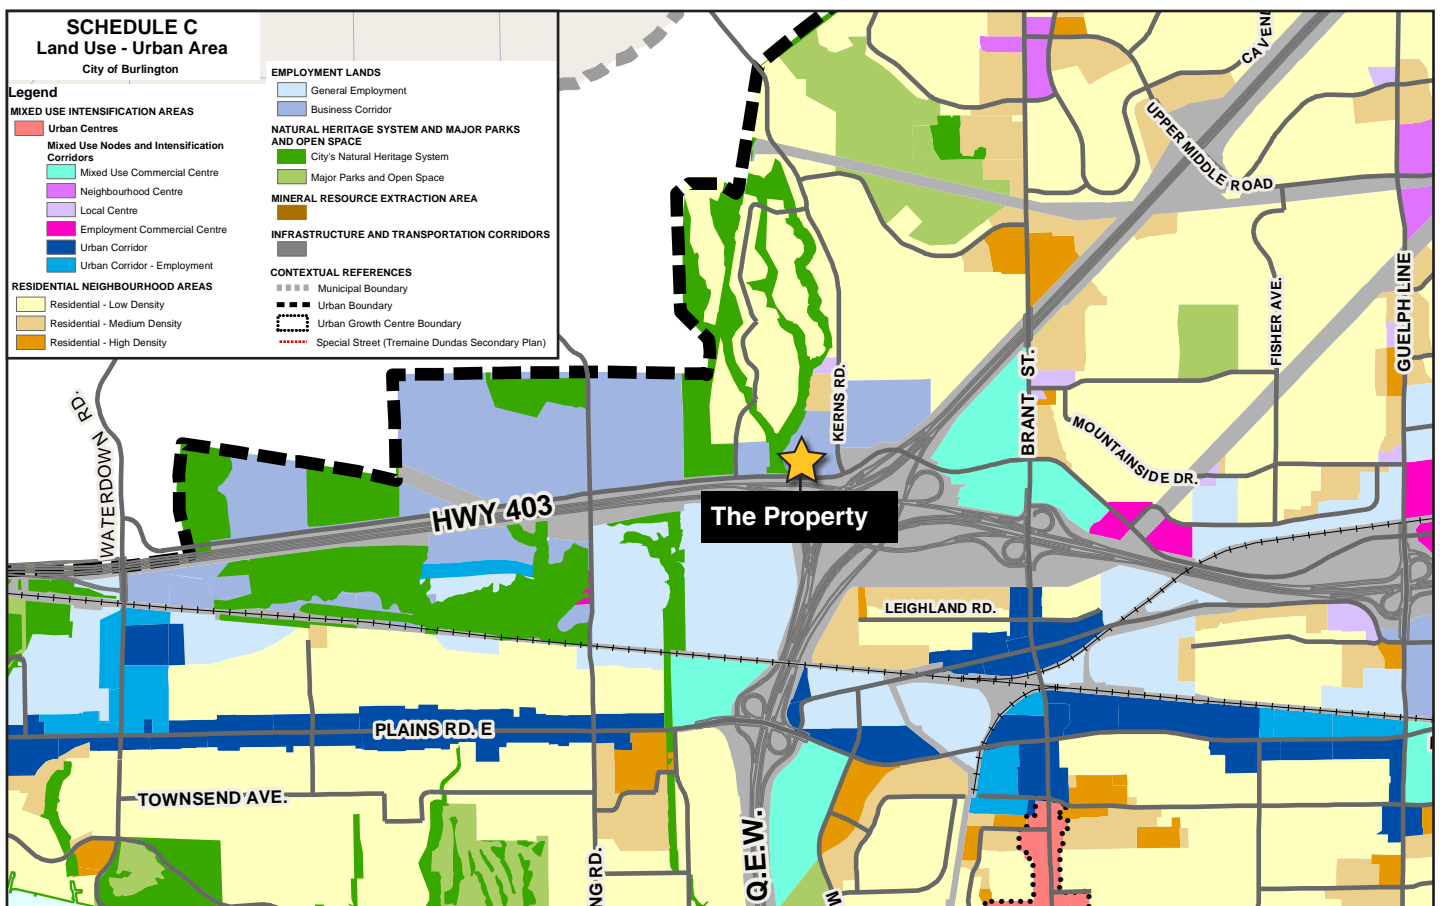 SCHEDULE C
Land Use - Urban Area
City of Burlington
Legend
MIXED USE INTENSIFICATION AREAS
Urban Centres
Mixed Use Nodes and Intensification
Corridors
Mixed Use Commercial Centre
Neighbourhood Centre
Local Centre
Employment Commercial Centre
Urban Corridor
Urban Corridor - Employment
RESIDENTIAL NEIGHBOURHOOD AREAS
Residential - Low Density
Residential - Medium Density
Residential - High Density
EMPLOYMENT LANDS
General Employment
Business Corridor
NATURAL HERITAGE SYSTEM AND MAJOR PARKS
AND OPEN SPACE
City's Natural Heritage System
Major Parks and Open Space
MINERAL RESOURCE EXTRACTION AREA
INFRASTRUCTURE AND TRANSPORTATION CORRIDORS
CONTEXTUAL REFERENCES
Municipal Boundary
Urban Boundary
Urban Growth Centre Boundary
Special Street (Tremaine Dundas Secondary Plan)
CAVEN
UPPER MIDDLE ROAD
GUELPH LINE
FISHER AVE.
BRANT ST.
KERNS RD.
MOUNTAINSIDE DR.
WATERDOWN RD.
HWY 403
The Property
LEIGHLAND RD.
PLAINS RD. E
TOWNSEND AVE.
Q.E.W.
NG RD.